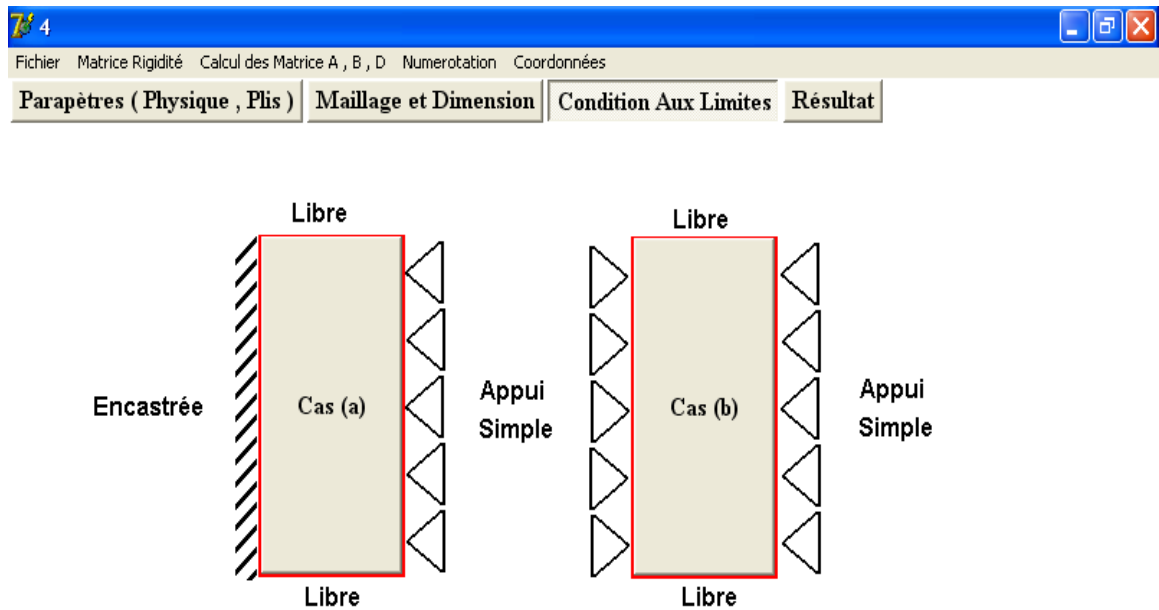 4
Fichier Matrice Rigidité Calcul des Matrice A , B , D Numerotation Coordonnées
Parapètres ( Physique , Plis ) Maillage et Dimension Condition Aux Limites Résultat
Libre
Libre
Encastrée
Cas (a)
Appui
Simple
Cas (b)
Appui
Simple
Libre
Libre